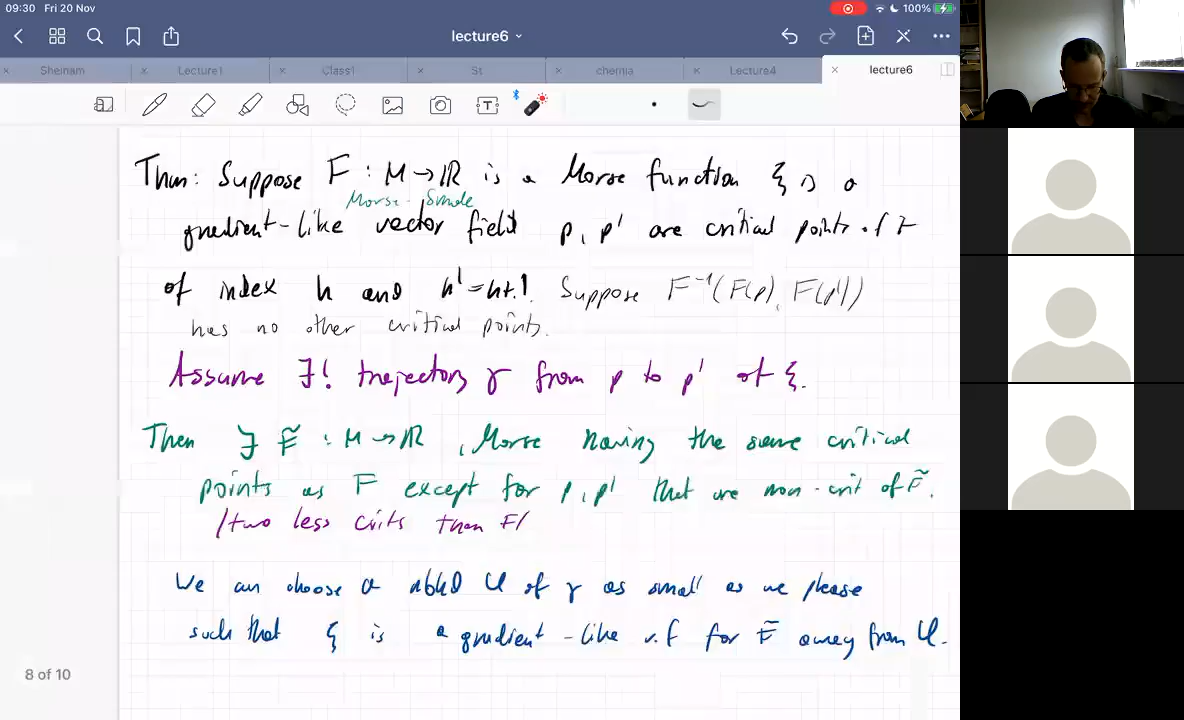 09:30 Fri 20 Nov
100%
lecture6
Sheinam
Lecture1
Class1
St
chernia
Lecture4
lecture6
Thm: Suppose F : M → ℝ is a Morse function ξ is a
Morse-Smale
gradient-like vector field p, p' are critical points of F
of index h and h' = h+1. Suppose F⁻¹(F(p), F(p'))
has no other critical points.
Assume ∃! trajectory γ from p to p' of ξ.
Then ∃ F̃ : M → ℝ, Morse having the same critical
points as F except for p, p' that are non-crit of F̃.
/two less crits than F/
We can choose a nbhd U of γ as small as we please
such that ξ is a gradient-like v.f for F̃ away from U.
8 of 10